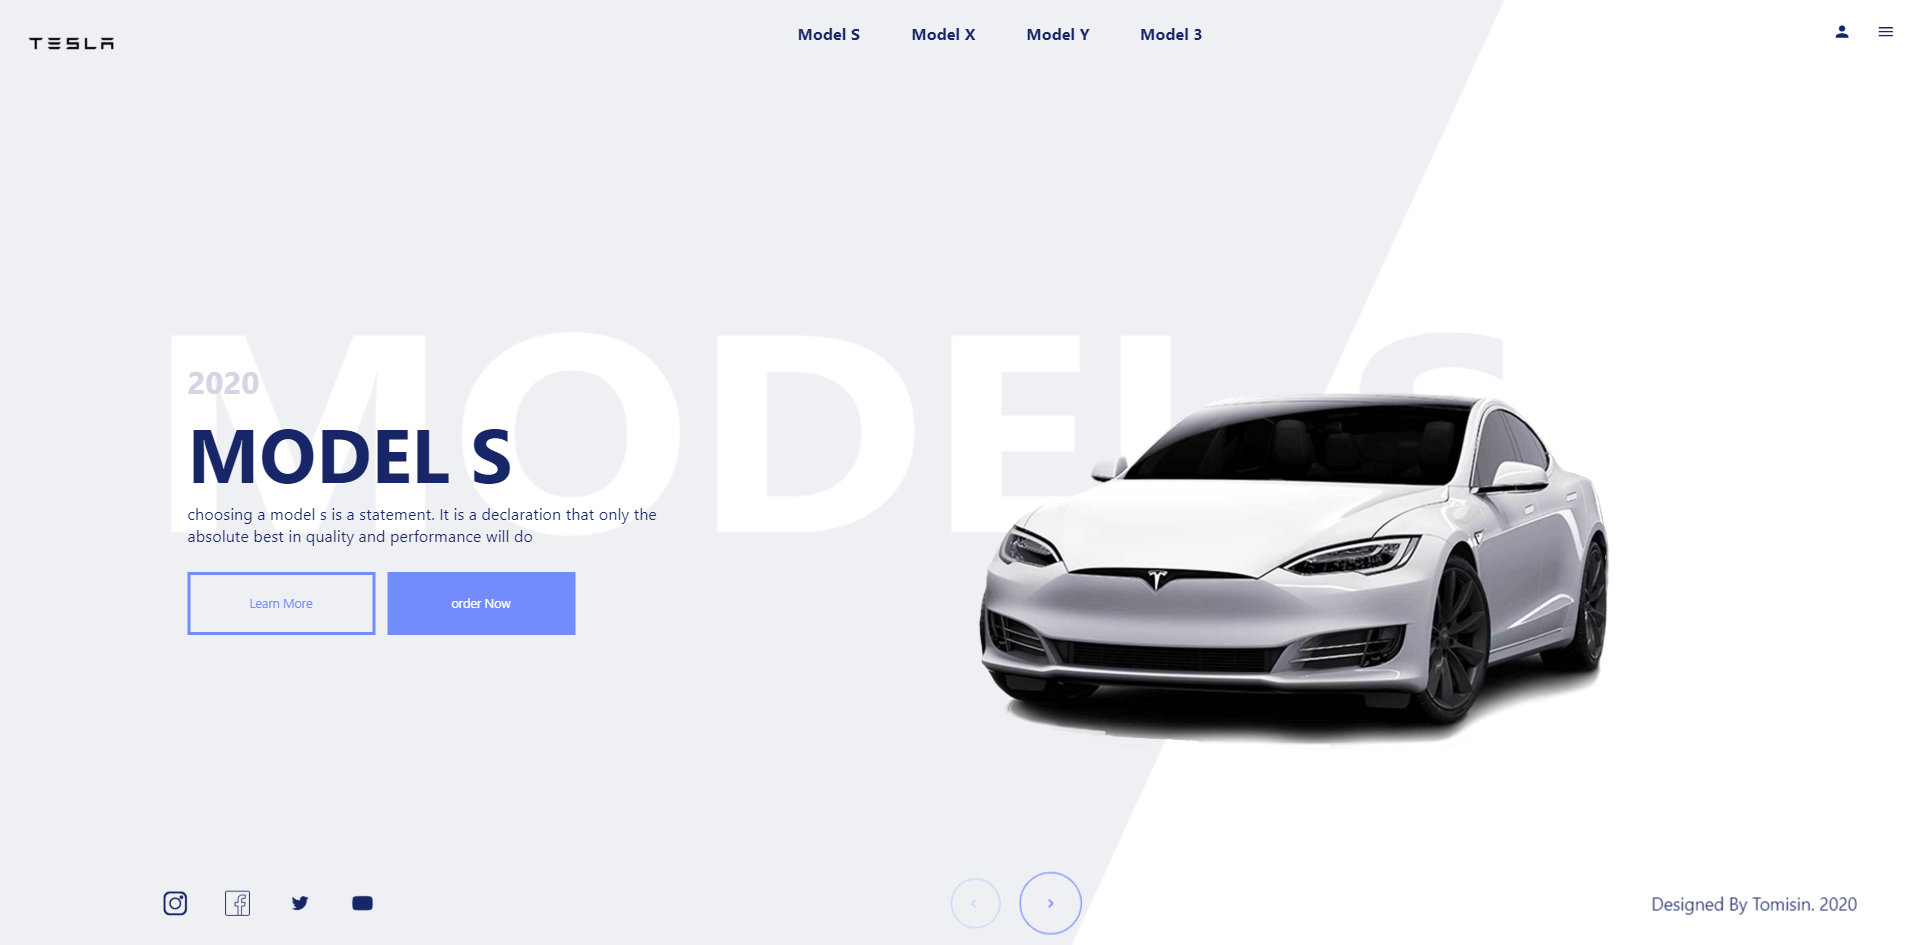 TESLA
Model S Model X Model Y Model 3
MODEL S
2020
MODEL S
choosing a model s is a statement. It is a declaration that only the
absolute best in quality and performance will do
Learn More
order Now
Designed By Tomisin. 2020